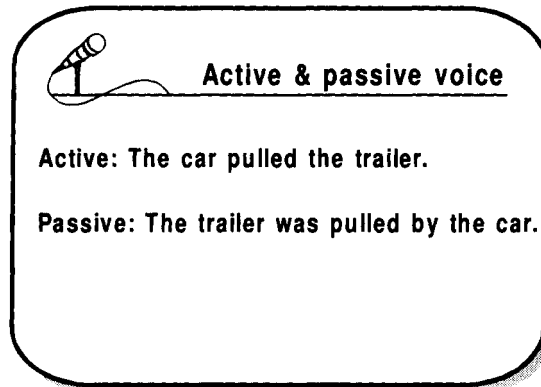 Active & passive voice
Active: The car pulled the trailer.
Passive: The trailer was pulled by the car.